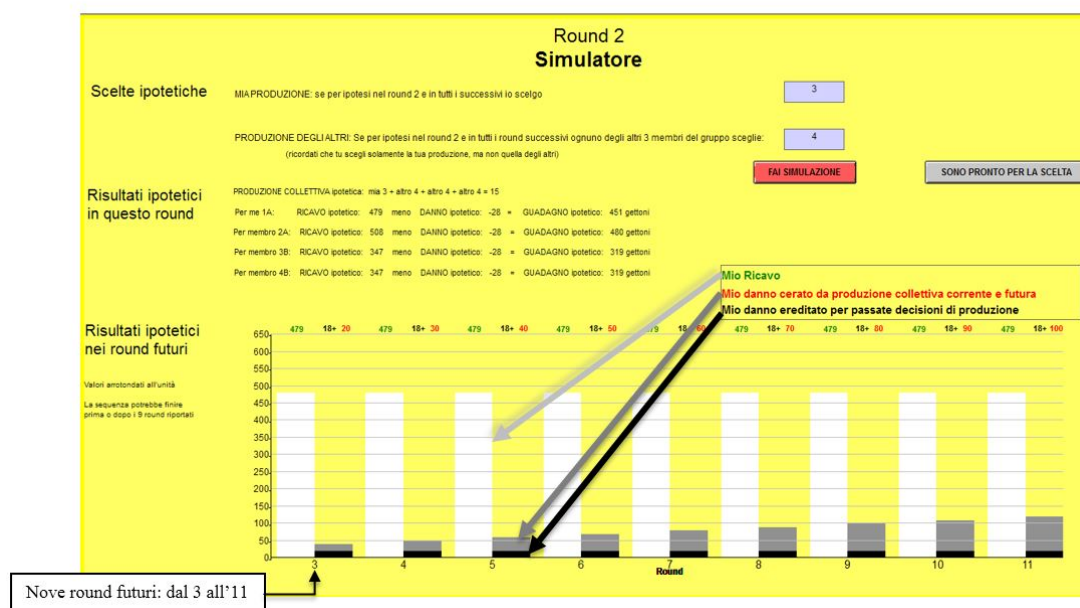 Round 2
Simulatore
Scelte ipotetiche
MIA PRODUZIONE: se per ipotesi nel round 2 e in tutti i successivi io scelgo
3
PRODUZIONE DEGLI ALTRI: Se per ipotesi nel round 2 e in tutti i round successivi ognuno degli altri 3 membri del gruppo sceglie:
4
(ricordati che tu scegli solamente la tua produzione, ma non quella degli altri)
FAI SIMULAZIONE
SONO PRONTO PER LA SCELTA
Risultati ipotetici
in questo round
PRODUZIONE COLLETTIVA ipotetica: mia 3 + altro 4 + altro 4 + altro 4 = 15
Per me 1A: RICAVO ipotetico: 479 meno DANNO ipotetico: -28 = GUADAGNO ipotetico: 451 gettoni
Per membro 2A: RICAVO ipotetico: 508 meno DANNO ipotetico: -28 = GUADAGNO ipotetico: 480 gettoni
Per membro 3B: RICAVO ipotetico: 347 meno DANNO ipotetico: -28 = GUADAGNO ipotetico: 319 gettoni
Per membro 4B: RICAVO ipotetico: 347 meno DANNO ipotetico: -28 = GUADAGNO ipotetico: 319 gettoni
Mio Ricavo
Mio danno cerato da produzione collettiva corrente e futura
Mio danno ereditato per passate decisioni di produzione
Risultati ipotetici
nei round futuri
Valori arrotondati all'unità
La sequenza potrebbe finire
prima o dopo i 9 round riportati
479 18+ 20 479 18+ 30 479 18+ 40 479 18+ 50 479 18+ 60 479 18+ 70 479 18+ 80 479 18+ 90 479 18+ 100
650
600
550
500
450
400
350
300
250
200
150
100
50
0
3 4 5 6 7 8 9 10 11
Round
Nove round futuri: dal 3 all'11